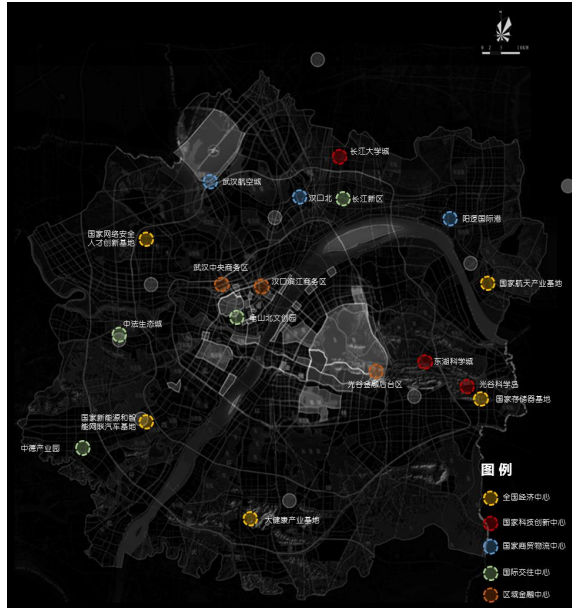 0 2 5 10KM
长江大学城
武汉航空城
汉口北
长江新区
阳逻国际港
国家网络安全
人才创新基地
武汉中央商务区
汉口滨江商务区
国家航天产业基地
龟山北文创园
中法生态城
东湖科学城
光谷金融后台区
光谷科学岛
国家存储器基地
国家新能源和智
能网联汽车基地
中德产业园
大健康产业基地
图 例
全国经济中心
国家科技创新中心
国家商贸物流中心
国际交往中心
区域金融中心